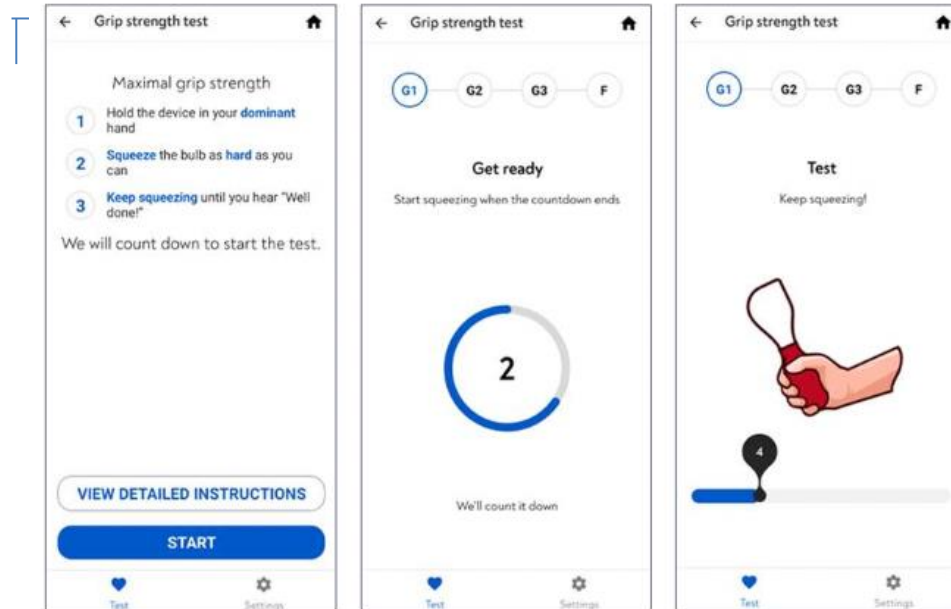 ← Grip strength test
Maximal grip strength
1 Hold the device in your dominant
hand
2 Squeeze the bulb as hard as you
can
3 Keep squeezing until you hear "Well
done!"
We will count down to start the test.
VIEW DETAILED INSTRUCTIONS
START
Test Settings
← Grip strength test
G1 G2 G3 F
Get ready
Start squeezing when the countdown ends
2
We'll count it down
Test Settings
← Grip strength test
G1 G2 G3 F
Test
Keep squeezing!
4
Test Settings